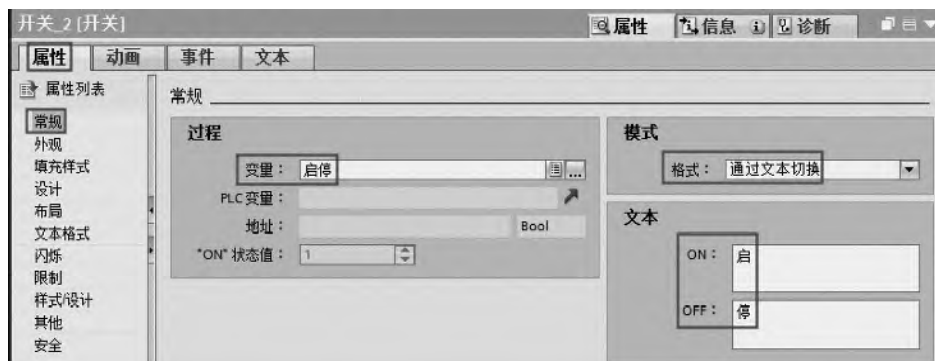 开关_2 [开关]
属性 信息 诊断
属性 动画 事件 文本
属性列表
常规
外观
填充样式
设计
布局
文本格式
闪烁
限制
样式/设计
其他
安全
常规
过程
变量： 启停
PLC 变量：
地址： Bool
"ON" 状态值： 1
模式
格式： 通过文本切换
文本
ON： 启
OFF： 停